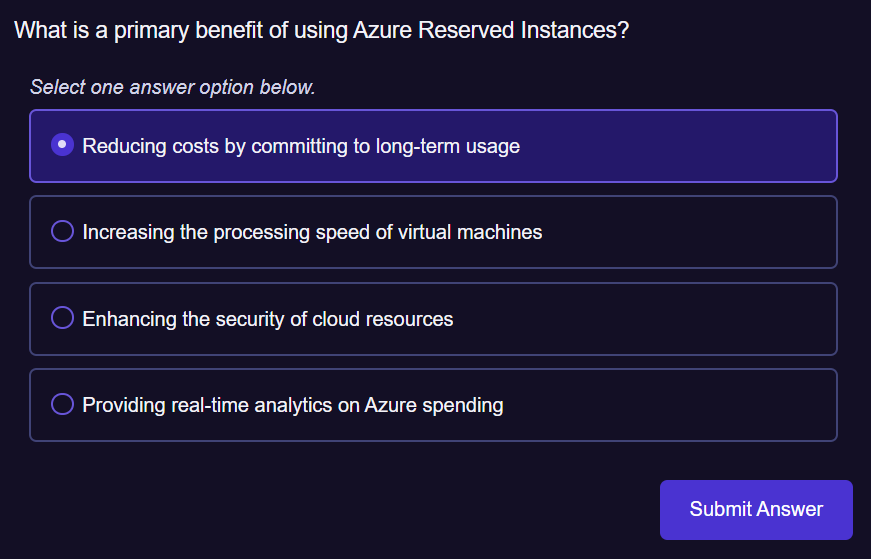 What is a primary benefit of using Azure Reserved Instances?
Select one answer option below.
Reducing costs by committing to long-term usage
Increasing the processing speed of virtual machines
Enhancing the security of cloud resources
Providing real-time analytics on Azure spending
Submit Answer